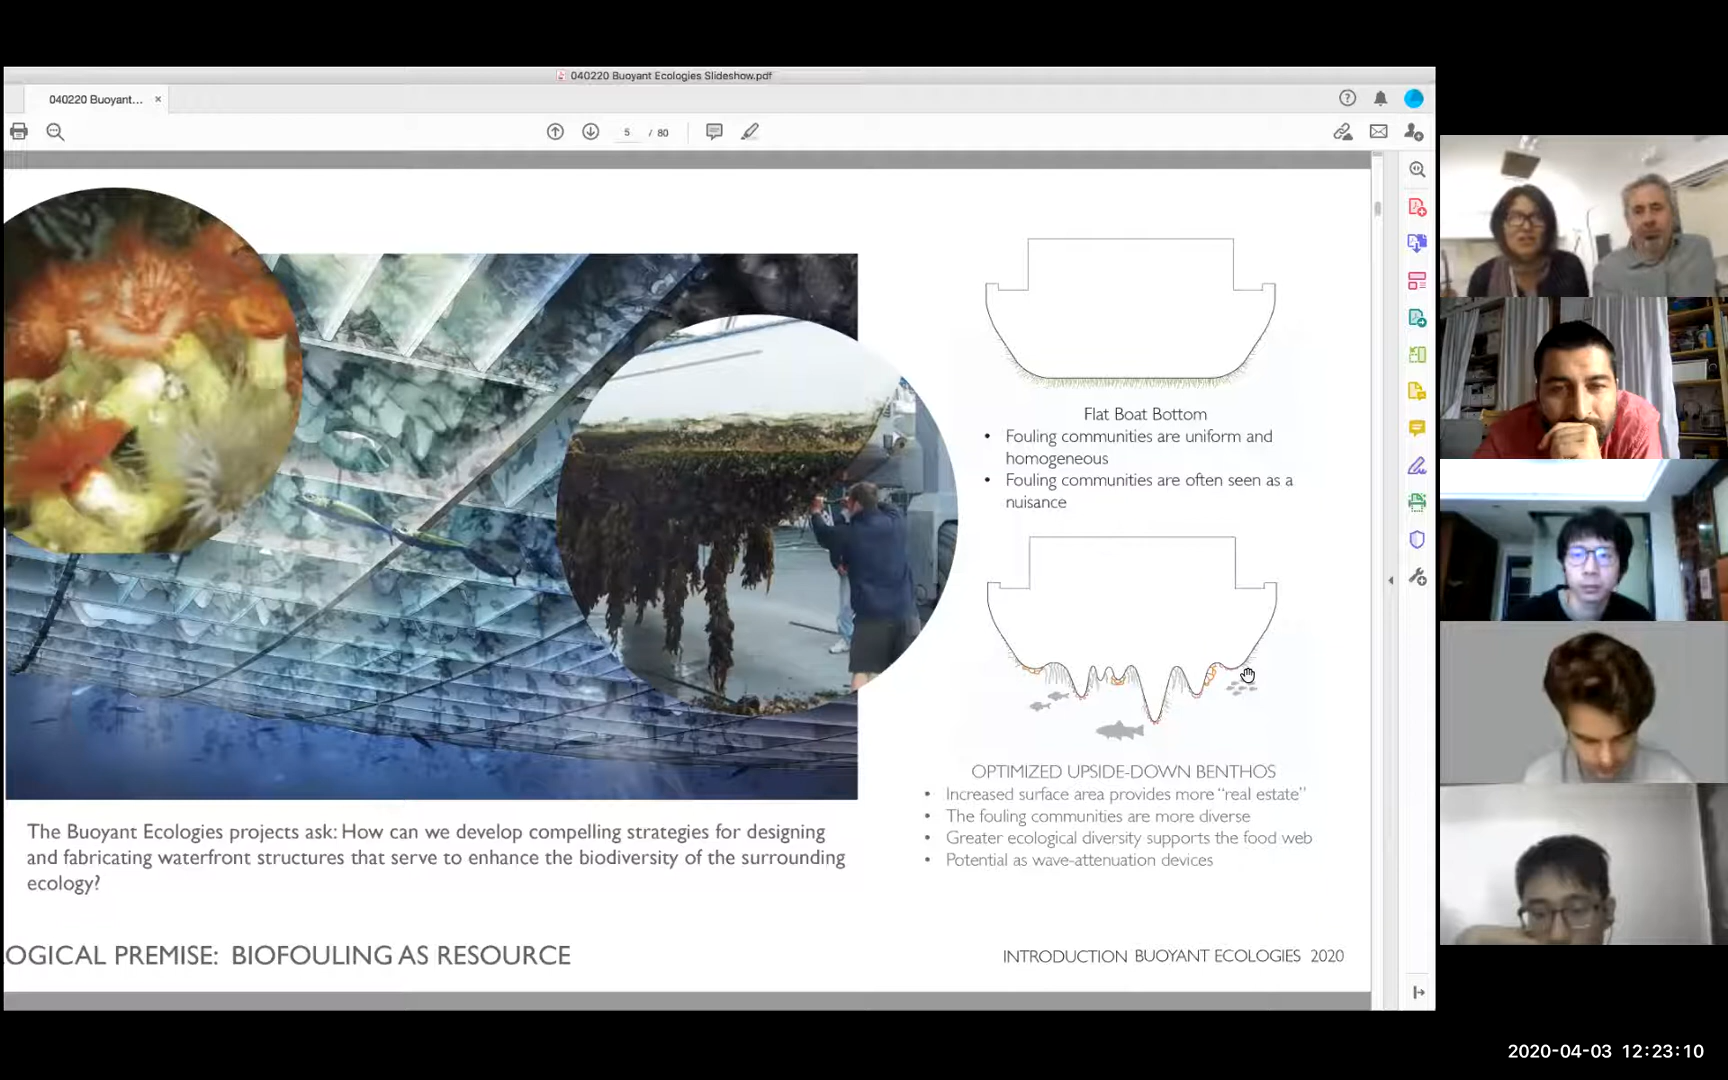 040220 Buoyant Ecologies Slideshow.pdf
040220 Buoyant... ×
5 / 80
Flat Boat Bottom
• Fouling communities are uniform and
homogeneous
• Fouling communities are often seen as a
nuisance
OPTIMIZED UPSIDE-DOWN BENTHOS
• Increased surface area provides more “real estate”
• The fouling communities are more diverse
• Greater ecological diversity supports the food web
• Potential as wave-attenuation devices
The Buoyant Ecologies projects ask: How can we develop compelling strategies for designing
and fabricating waterfront structures that serve to enhance the biodiversity of the surrounding
ecology?
OGICAL PREMISE: BIOFOULING AS RESOURCE
INTRODUCTION BUOYANT ECOLOGIES 2020
2020-04-03 12:23:10